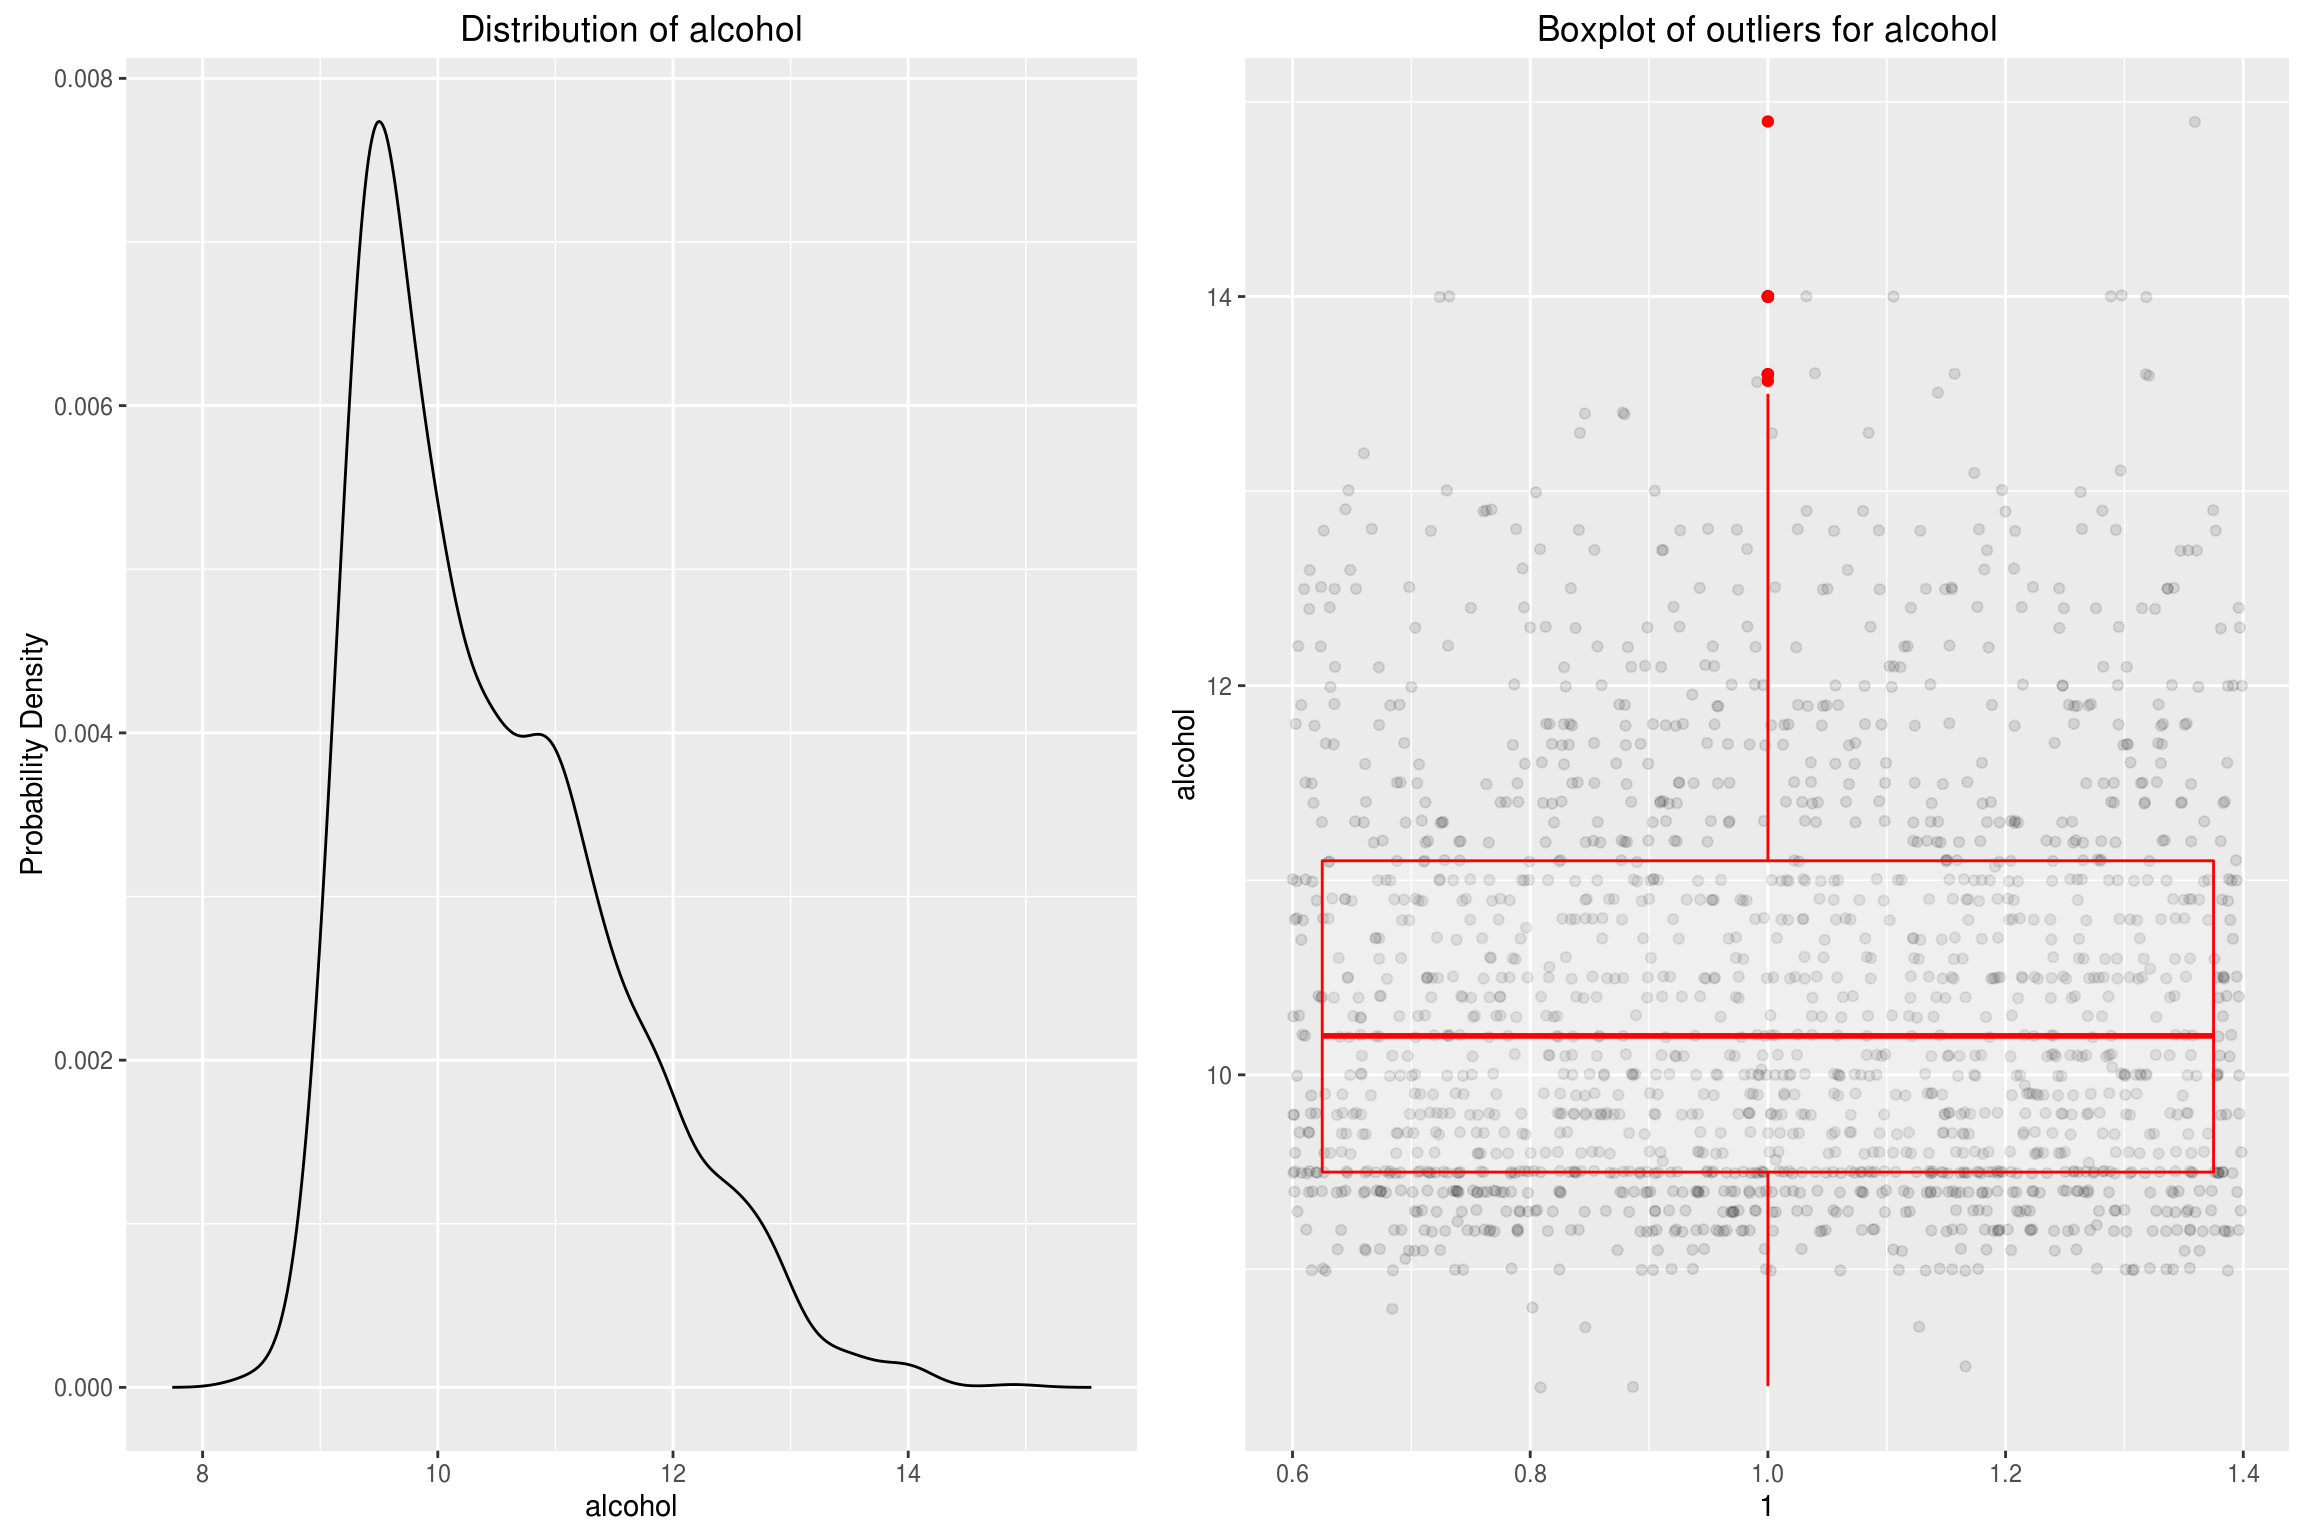 Distribution of alcohol
0.008
0.006
0.004
0.002
0.000
Probability Density
8 10 12 14
alcohol
Boxplot of outliers for alcohol
14
12
10
alcohol
0.6 0.8 1.0 1.2 1.4
1